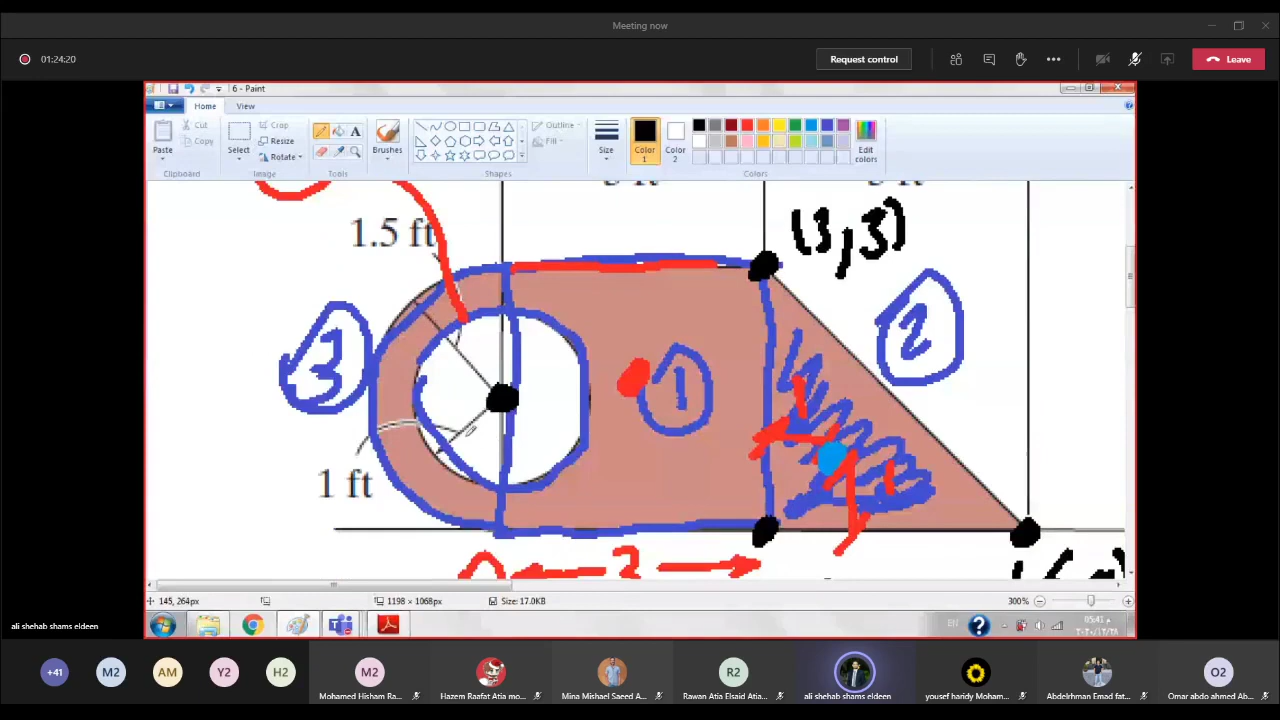 Meeting now
01:24:20
Request control
Leave
6 - Paint
Home
View
Paste
Cut
Copy
Clipboard
Select
Crop
Resize
Rotate
Image
Tools
Brushes
Shapes
Outline
Fill
Size
Color 1
Color 2
Edit colors
Colors
1.5 ft
(3,3)
3
1
2
1
1
1 ft
145, 264px
1198 × 1068px
Size: 17.0KB
300%
EN
ali shehab shams eldeen
+41
M2
AM
Y2
H2
M2
Mohamed Hisham Ra...
Hazem Raafat Atia mo...
Mina Mishael Saeed A...
R2
Rawan Atia Elsaid Atia...
ali shehab shams eldeen
yousef haridy Moham...
Abdelrhman Emad fat...
O2
Omar abdo ahmed Ab...